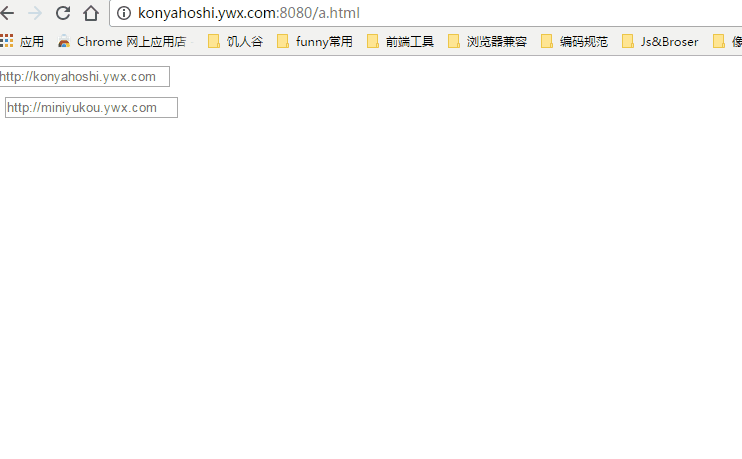 konyahoshi.ywx.com:8080/a.html
应用 Chrome 网上应用店 饥人谷 funny常用 前端工具 浏览器兼容 编码规范 Js&Broser 像
http://konyahoshi.ywx.com
http://miniyukou.ywx.com